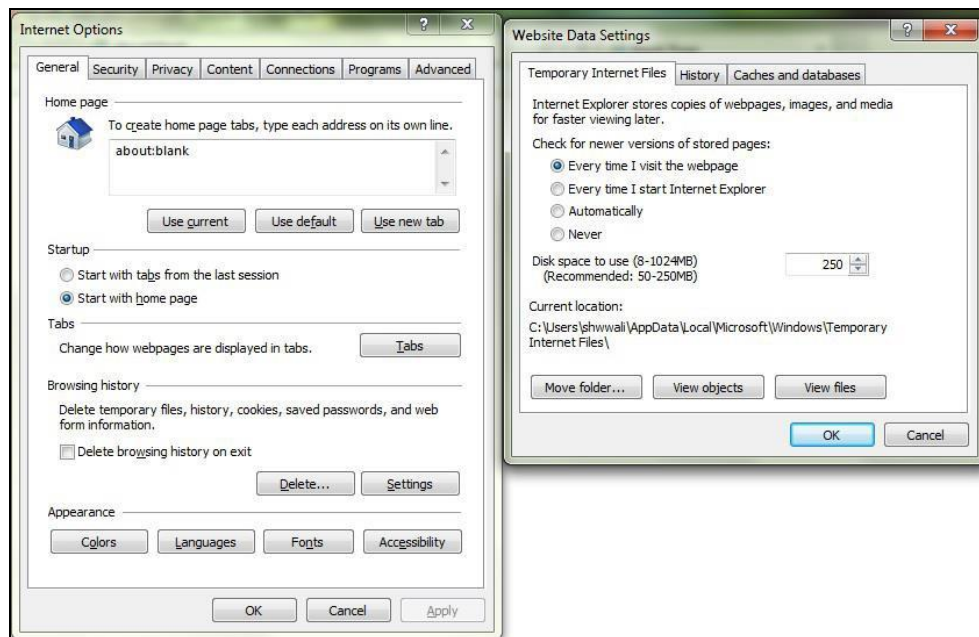 Internet Options
General Security Privacy Content Connections Programs Advanced
Home page
To create home page tabs, type each address on its own line.
about:blank
Use current Use default Use new tab
Startup
Start with tabs from the last session
Start with home page
Tabs
Change how webpages are displayed in tabs. Tabs
Browsing history
Delete temporary files, history, cookies, saved passwords, and web
form information.
Delete browsing history on exit
Delete... Settings
Appearance
Colors Languages Fonts Accessibility
OK Cancel Apply
Website Data Settings
Temporary Internet Files History Caches and databases
Internet Explorer stores copies of webpages, images, and media
for faster viewing later.
Check for newer versions of stored pages:
Every time I visit the webpage
Every time I start Internet Explorer
Automatically
Never
Disk space to use (8-1024MB) 250
(Recommended: 50-250MB)
Current location:
C:\Users\shwwali\AppData\Local\Microsoft\Windows\Temporary
Internet Files\
Move folder... View objects View files
OK Cancel